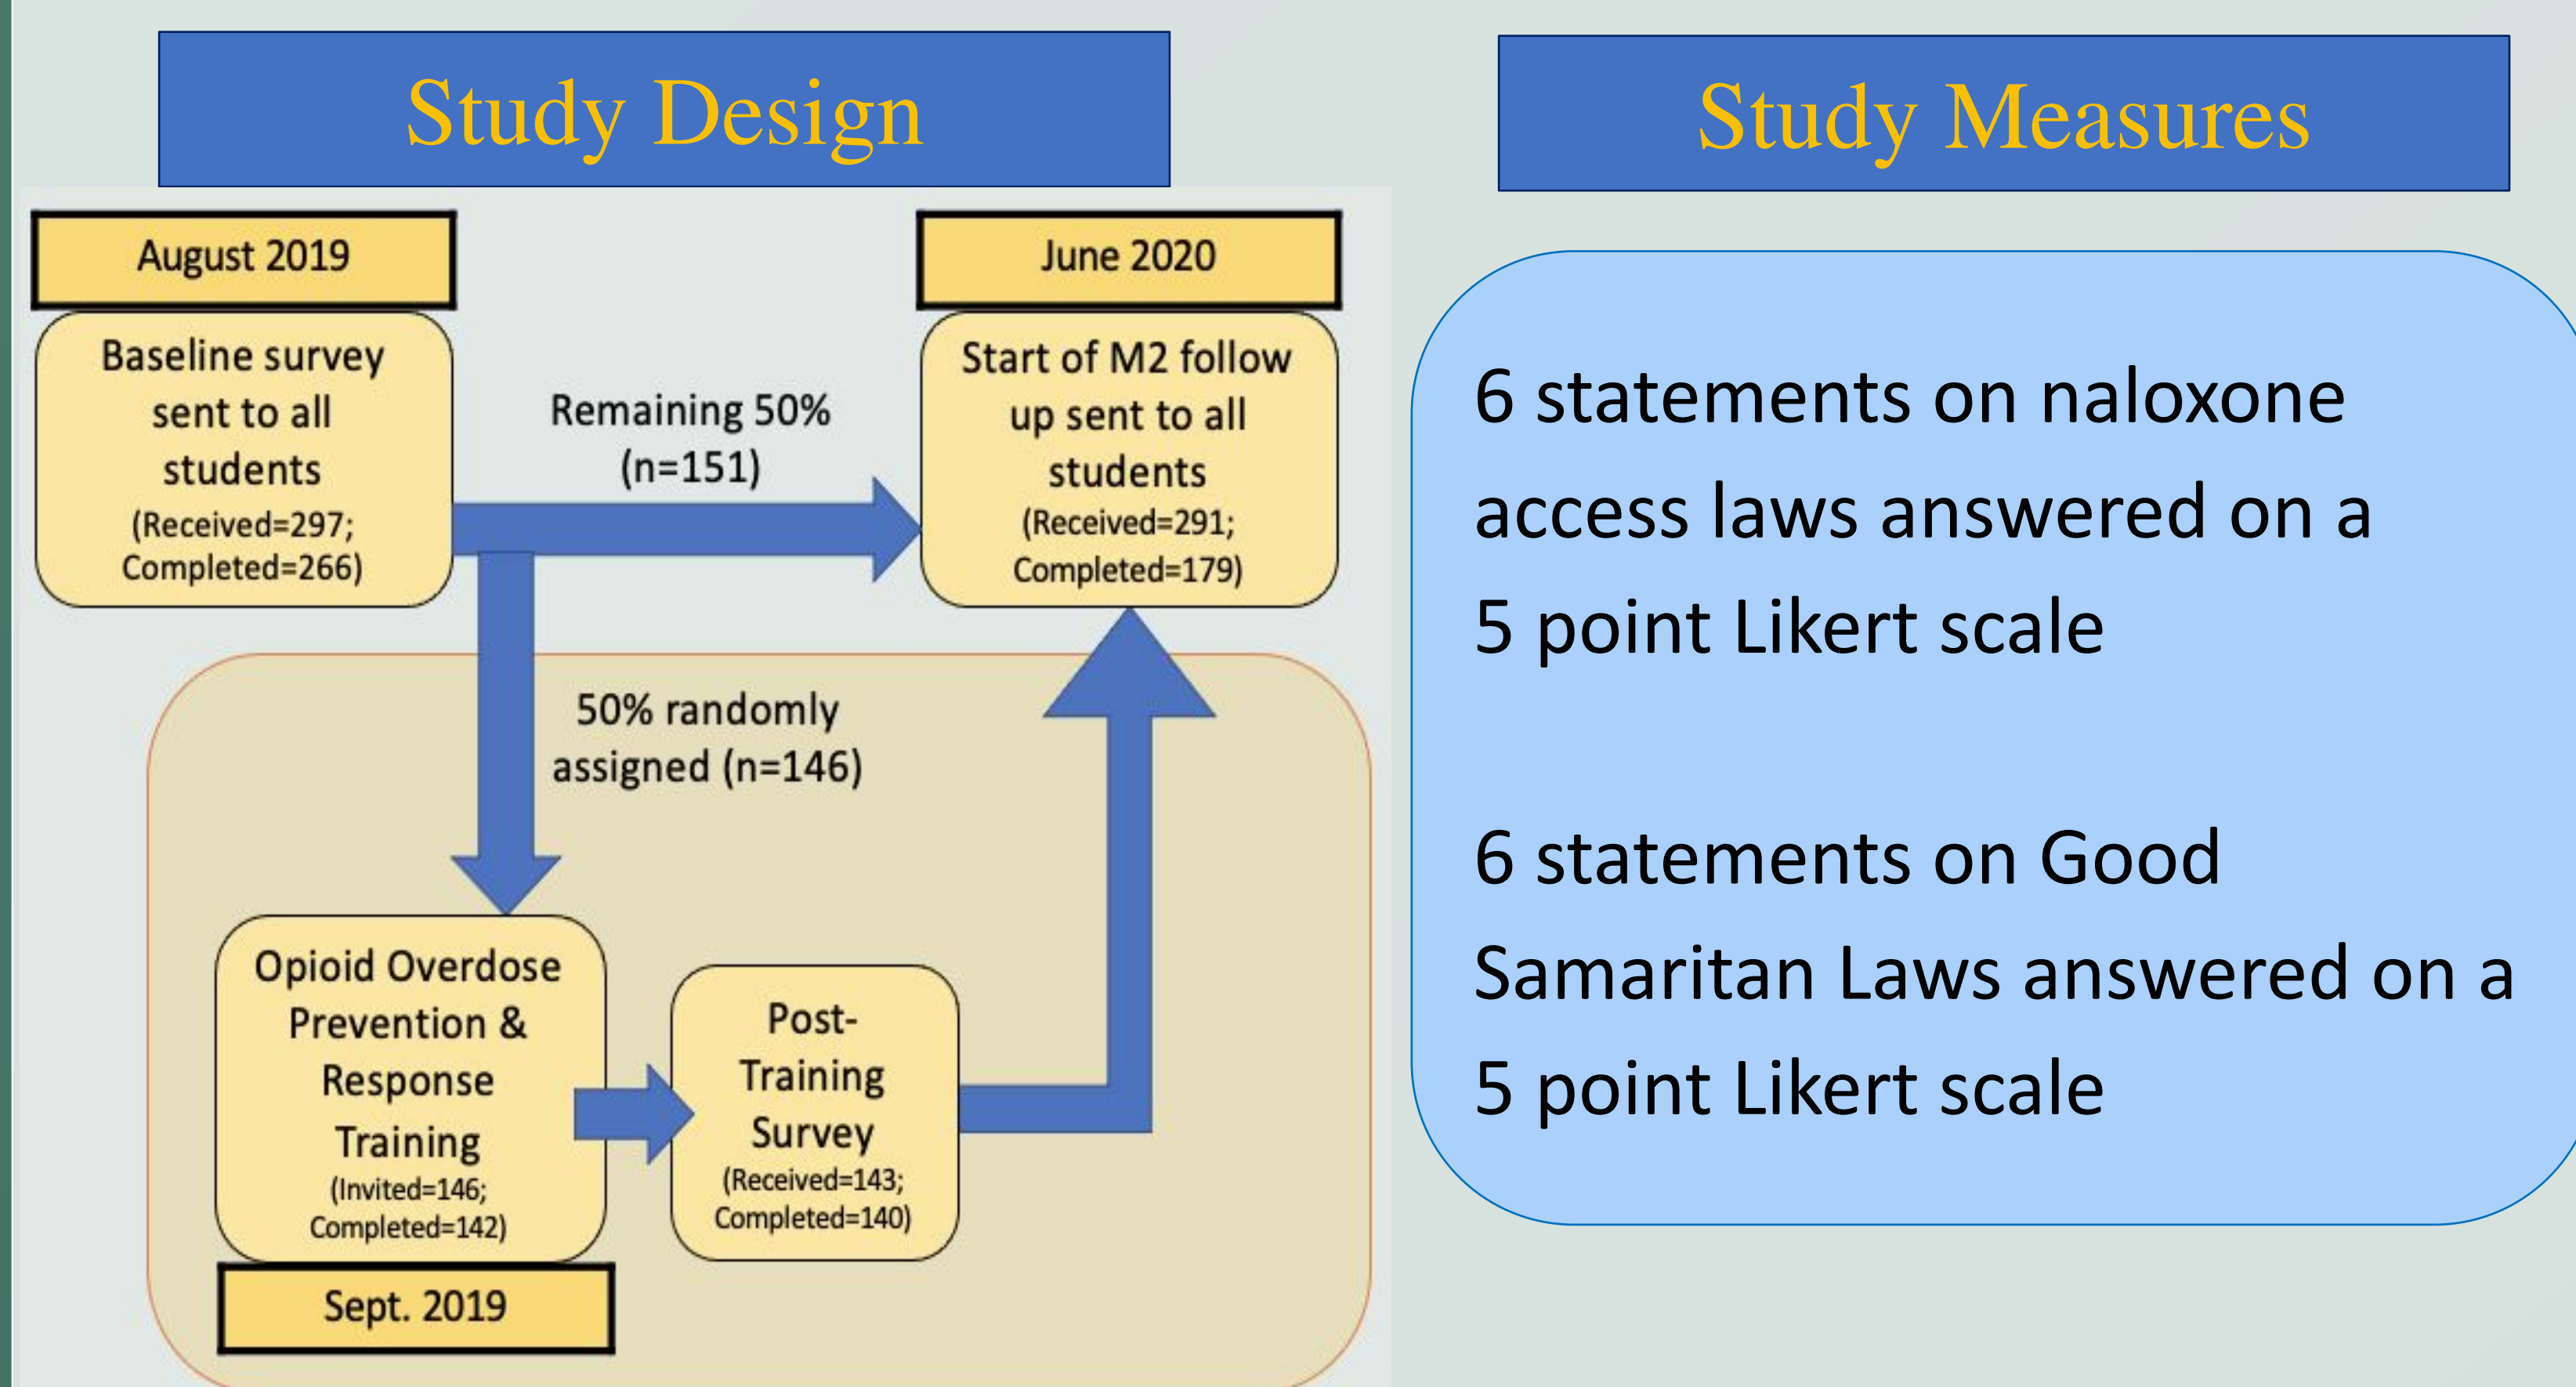 Study Design
August 2019
Baseline survey
sent to all
students
(Received=297;
Completed=266)
Remaining 50%
(n=151)
June 2020
Start of M2 follow
up sent to all
students
(Received=291;
Completed=179)
50% randomly
assigned (n=146)
Opioid Overdose
Prevention &
Response
Training
(Invited=146;
Completed=142)
Sept. 2019
Post-
Training
Survey
(Received=143;
Completed=140)
Study Measures
6 statements on naloxone
access laws answered on a
5 point Likert scale
6 statements on Good
Samaritan Laws answered on a
5 point Likert scale